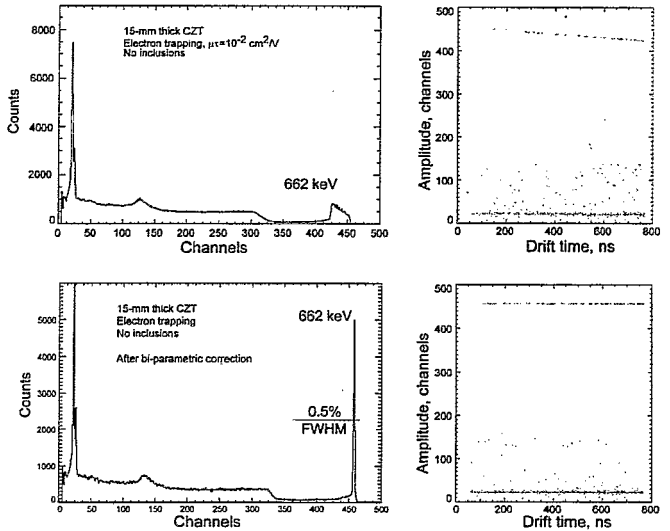 15-mm thick CZT
Electron trapping, μτ=10⁻² cm²/V
No inclusions
662 keV
Counts
8000
6000
4000
2000
0
0 50 100 150 200 250 300 350 400 450 500
Channels
Amplitude, channels
500
400
300
200
100
0
0 200 400 600 800
Drift time, ns
15-mm thick CZT
Electron trapping
No inclusions
After bi-parametric correction
662 keV
0.5%
FWHM
Counts
5000
4000
3000
2000
1000
0
0 50 100 150 200 250 300 350 400 450 500
Channels
Amplitude, channels
500
400
300
200
100
0
0 200 400 600 800
Drift time, ns